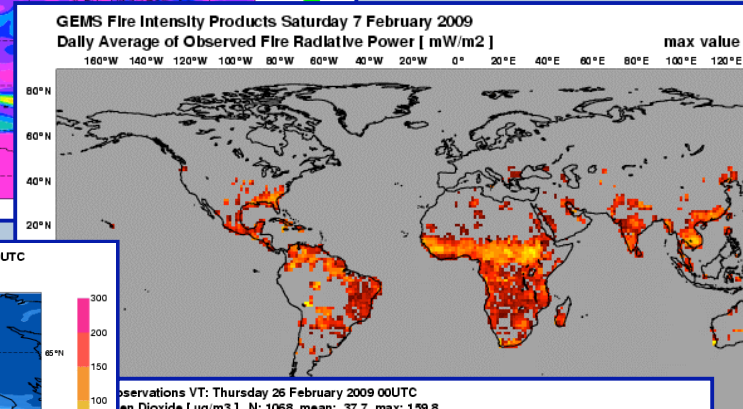 GEMS Fire Intensity Products Saturday 7 February 2009
Daily Average of Observed Fire Radiative Power [ mW/m2 ]
max value
160°W 140°W 120°W 100°W 80°W 60°W 40°W 20°W 0° 20°E 40°E 60°E 80°E 100°E 120°E
80°N
60°N
40°N
20°N
UTC
300
200
65°N
150
100
bservations VT: Thursday 26 February 2009 00UTC
en Dioxide [ ug/m3 ] N: 1068 mean: 37.7 max: 159.8